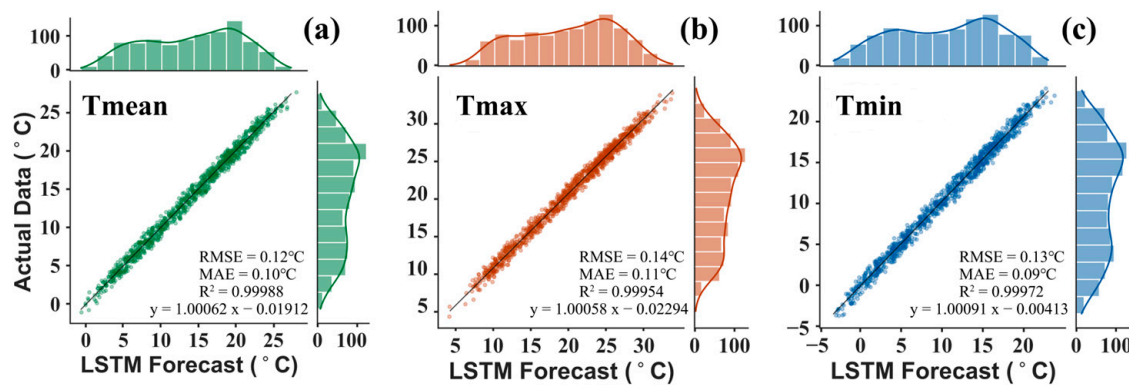 (a)
100
0
Tmean
Actual Data (°C)
25
20
15
10
5
0
RMSE = 0.12°C
MAE = 0.10°C
R² = 0.99988
y = 1.00062 x − 0.01912
0 5 10 15 20 25
0 100
LSTM Forecast (°C)
(b)
100
0
Tmax
30
25
20
15
10
5
RMSE = 0.14°C
MAE = 0.11°C
R² = 0.99954
y = 1.00058 x − 0.02294
5 10 15 20 25 30
0 100
LSTM Forecast (°C)
(c)
100
0
Tmin
20
15
10
5
0
−5
RMSE = 0.13°C
MAE = 0.09°C
R² = 0.99972
y = 1.00091 x − 0.00413
−5 0 5 10 15 20
0 100
LSTM Forecast (°C)